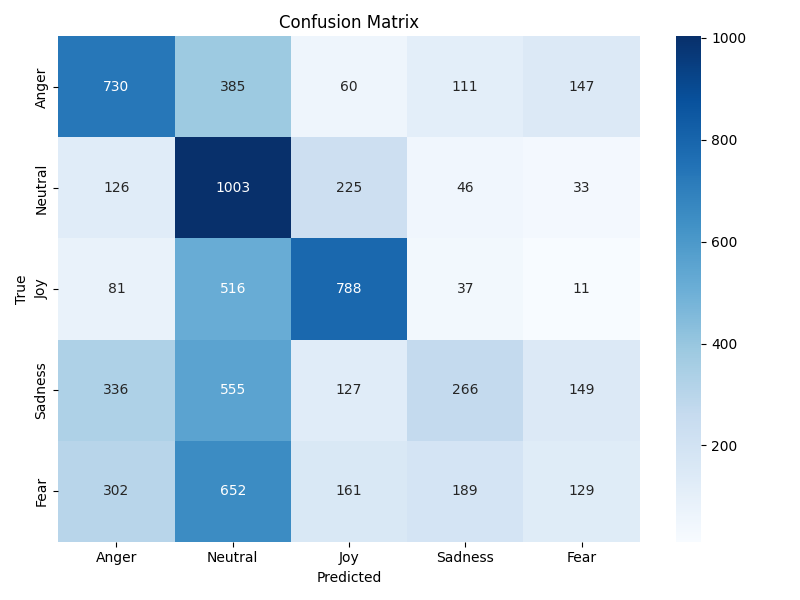 Confusion Matrix
Anger 730 385 60 111 147
Neutral 126 1003 225 46 33
Joy 81 516 788 37 11
Sadness 336 555 127 266 149
Fear 302 652 161 189 129
True
Anger Neutral Joy Sadness Fear
Predicted
1000
800
600
400
200